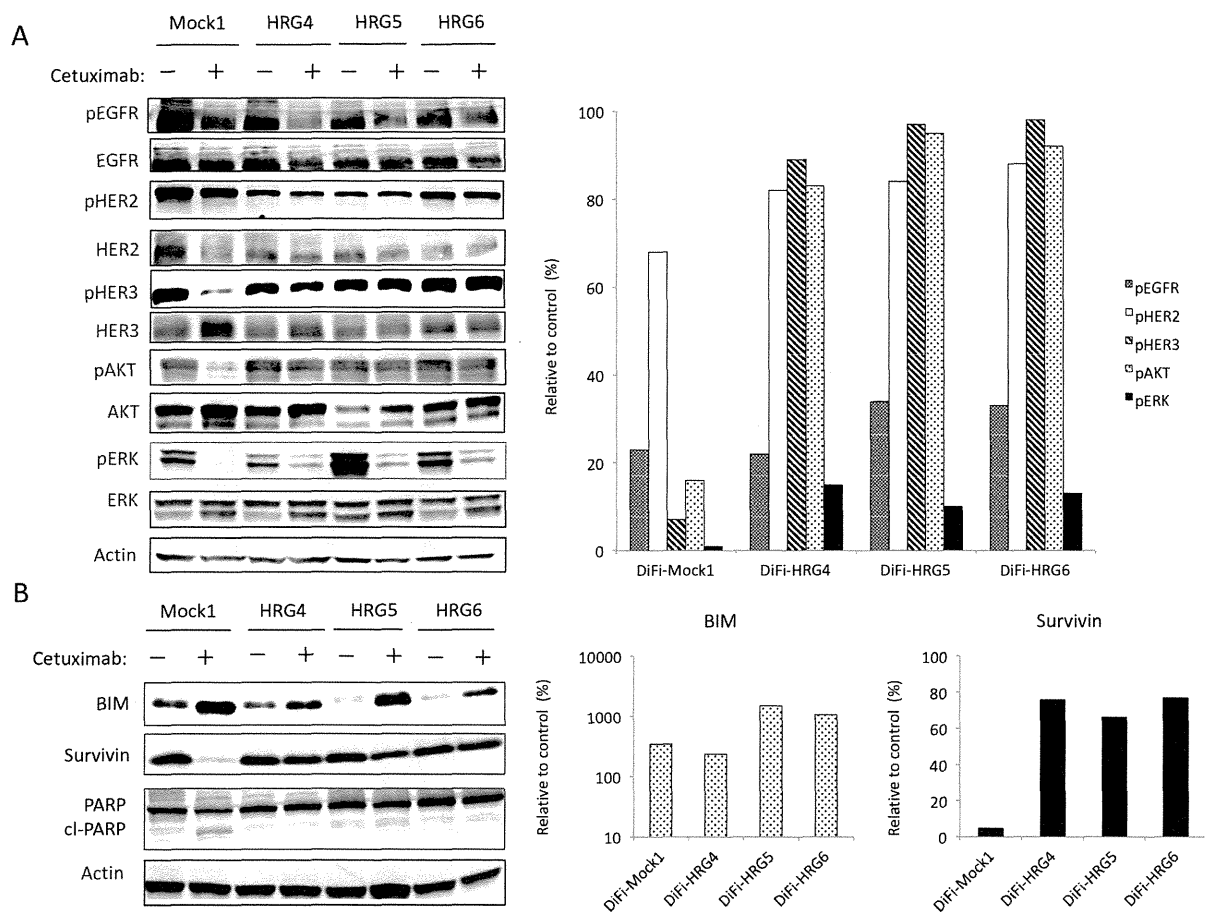 A
Mock1 HRG4 HRG5 HRG6
Cetuximab: − + − + − + − +
pEGFR
EGFR
pHER2
HER2
pHER3
HER3
pAKT
AKT
pERK
ERK
Actin
Relative to control (%)
100
80
60
40
20
0
DiFi-Mock1 DiFi-HRG4 DiFi-HRG5 DiFi-HRG6
pEGFR
pHER2
pHER3
pAKT
pERK
B
Mock1 HRG4 HRG5 HRG6
Cetuximab: − + − + − + − +
BIM
Survivin
PARP
cl-PARP
Actin
BIM
Relative to control (%)
10000
1000
100
10
DiFi-Mock1 DiFi-HRG4 DiFi-HRG5 DiFi-HRG6
Survivin
Relative to control (%)
100
80
60
40
20
0
DiFi-Mock1 DiFi-HRG4 DiFi-HRG5 DiFi-HRG6